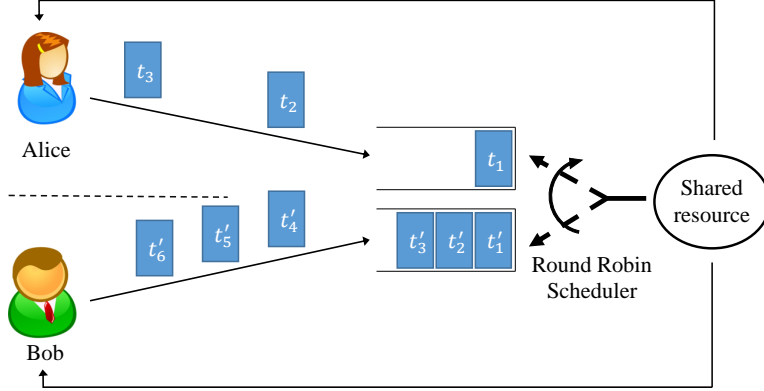 t₃
t₂
Alice
t₁
Shared
resource
t′₄
t′₅
t′₆
t′₃ t′₂ t′₁
Round Robin
Scheduler
Bob